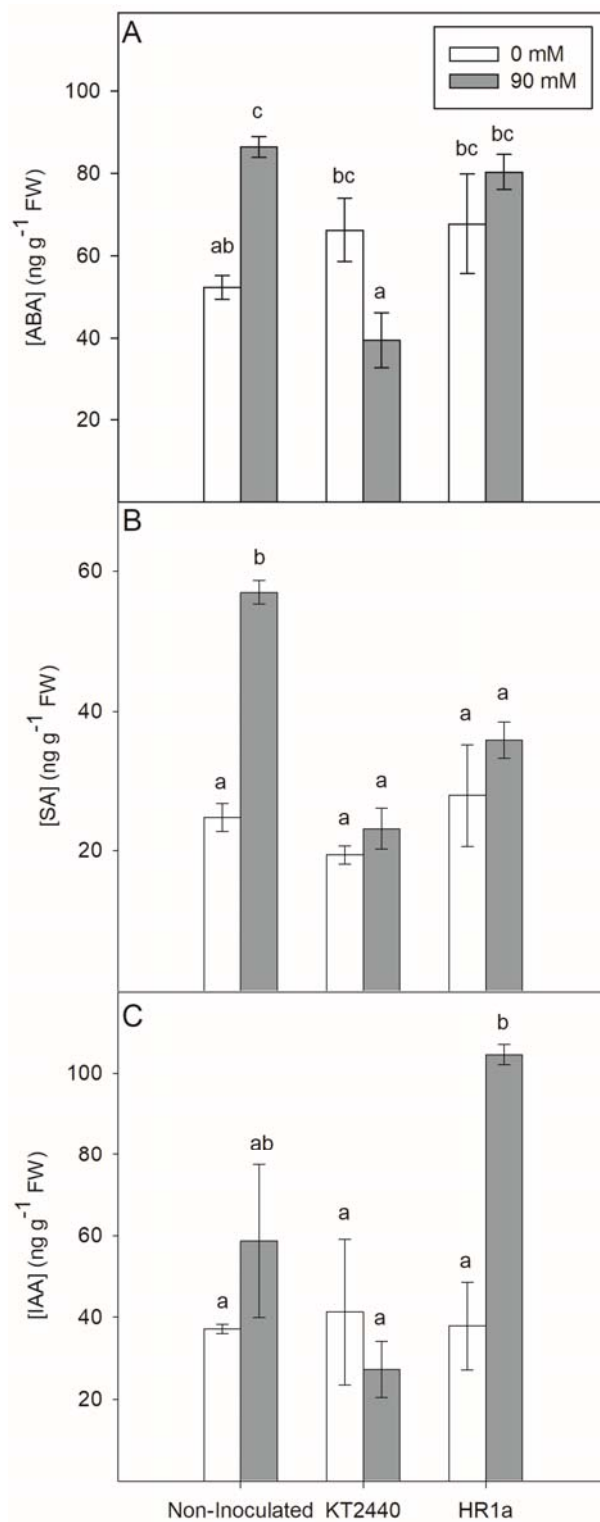 A
0 mM
90 mM
100
80
60
40
20
[ABA] (ng g⁻¹ FW)
ab
c
bc
a
bc
bc
B
60
40
20
[SA] (ng g⁻¹ FW)
a
b
a
a
a
a
C
100
80
60
40
20
[IAA] (ng g⁻¹ FW)
a
ab
a
a
a
b
Non-Inoculated KT2440 HR1a